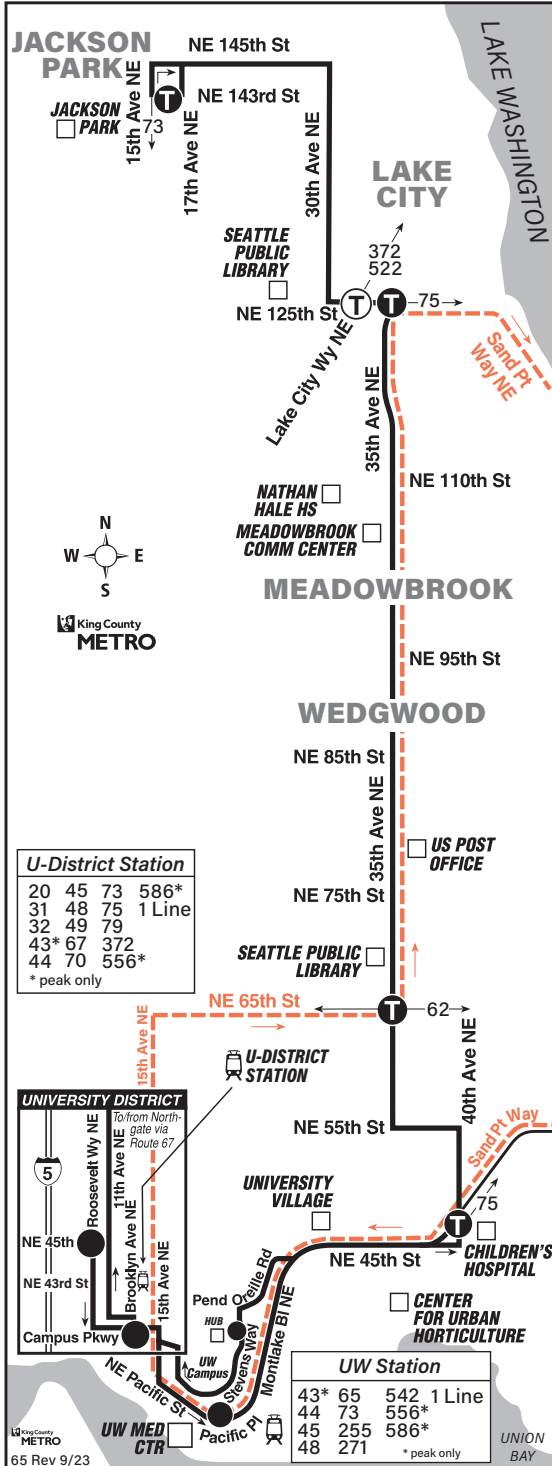 JACKSON
PARK
NE 145th St
LAKE WASHINGTON
15th Ave NE
T
NE 143rd St
JACKSON
PARK
73
17th Ave NE
30th Ave NE
LAKE
CITY
372
522
SEATTLE
PUBLIC
LIBRARY
NE 125th St
T
T
75
Sand Pt
Way NE
Lake City Wy NE
35th Ave NE
NE 110th St
NATHAN
HALE HS
MEADOWBROOK
COMM CENTER
N
W E
S
King County
METRO
MEADOWBROOK
NE 95th St
WEDGWOOD
NE 85th St
35th Ave NE
US POST
OFFICE
U-District Station
20 45 73 586*
31 48 75 1 Line
32 49 79
43* 67 372
44 70 556*
* peak only
NE 75th St
SEATTLE PUBLIC
LIBRARY
NE 65th St
T
62
15th Ave NE
40th Ave NE
U-DISTRICT
STATION
UNIVERSITY DISTRICT
To/from North-
gate via
Route 67
5
Roosevelt Wy NE
11th Ave NE
Brooklyn Ave NE
15th Ave NE
NE 45th
NE 43rd St
Campus Pkwy
NE 55th St
Sand Pt Way
75
T
UNIVERSITY
VILLAGE
NE 45th St
CHILDREN'S
HOSPITAL
Pend Oreille Rd
HUB
UW
Campus
Stevens Way
Montlake Bl NE
CENTER
FOR URBAN
HORTICULTURE
NE Pacific St
Pacific Pl
UW MED
CTR
UW Station
43* 65 542 1 Line
44 73 556*
45 255 586*
48 271 * peak only
UNION
BAY
King County
METRO
65 Rev 9/23